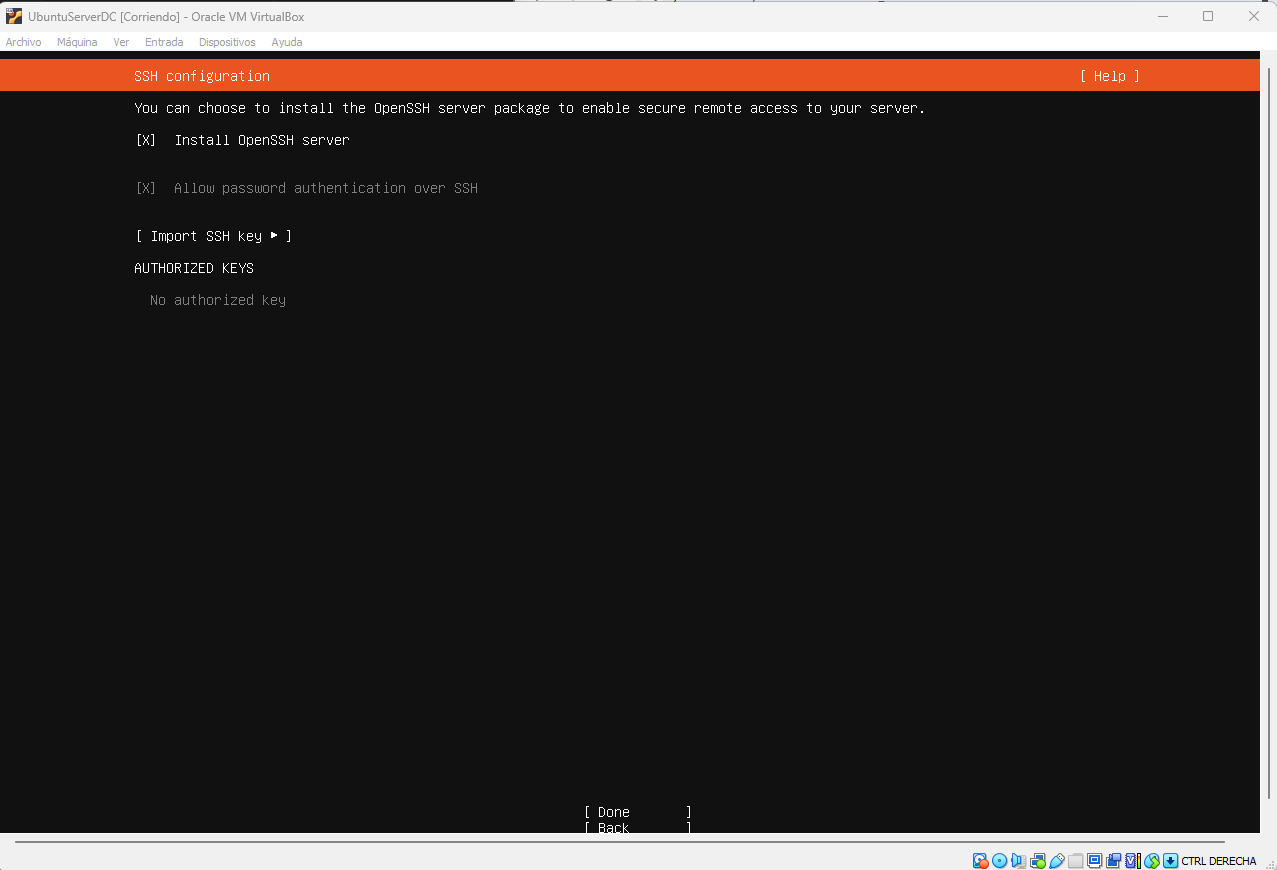 UbuntuServerDC [Corriendo] - Oracle VM VirtualBox
Archivo Máquina Ver Entrada Dispositivos Ayuda
SSH configuration [ Help ]
You can choose to install the OpenSSH server package to enable secure remote access to your server.
[X] Install OpenSSH server
[X] Allow password authentication over SSH
[ Import SSH key ▸ ]
AUTHORIZED KEYS
No authorized key
[ Done ]
[ Back ]
CTRL DERECHA